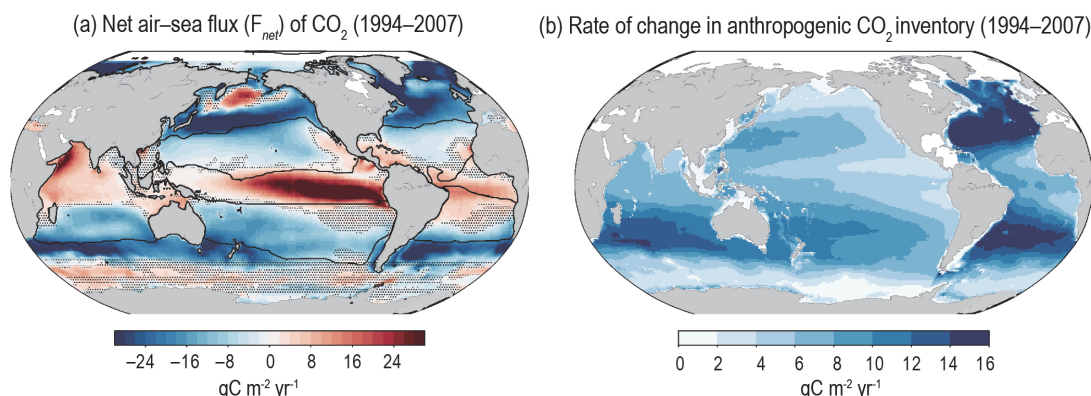 (a) Net air–sea flux (Fnet) of CO2 (1994–2007)
(b) Rate of change in anthropogenic CO2 inventory (1994–2007)
−24 −16 −8 0 8 16 24
gC m-2 yr-1
0 2 4 6 8 10 12 14 16
gC m-2 yr-1